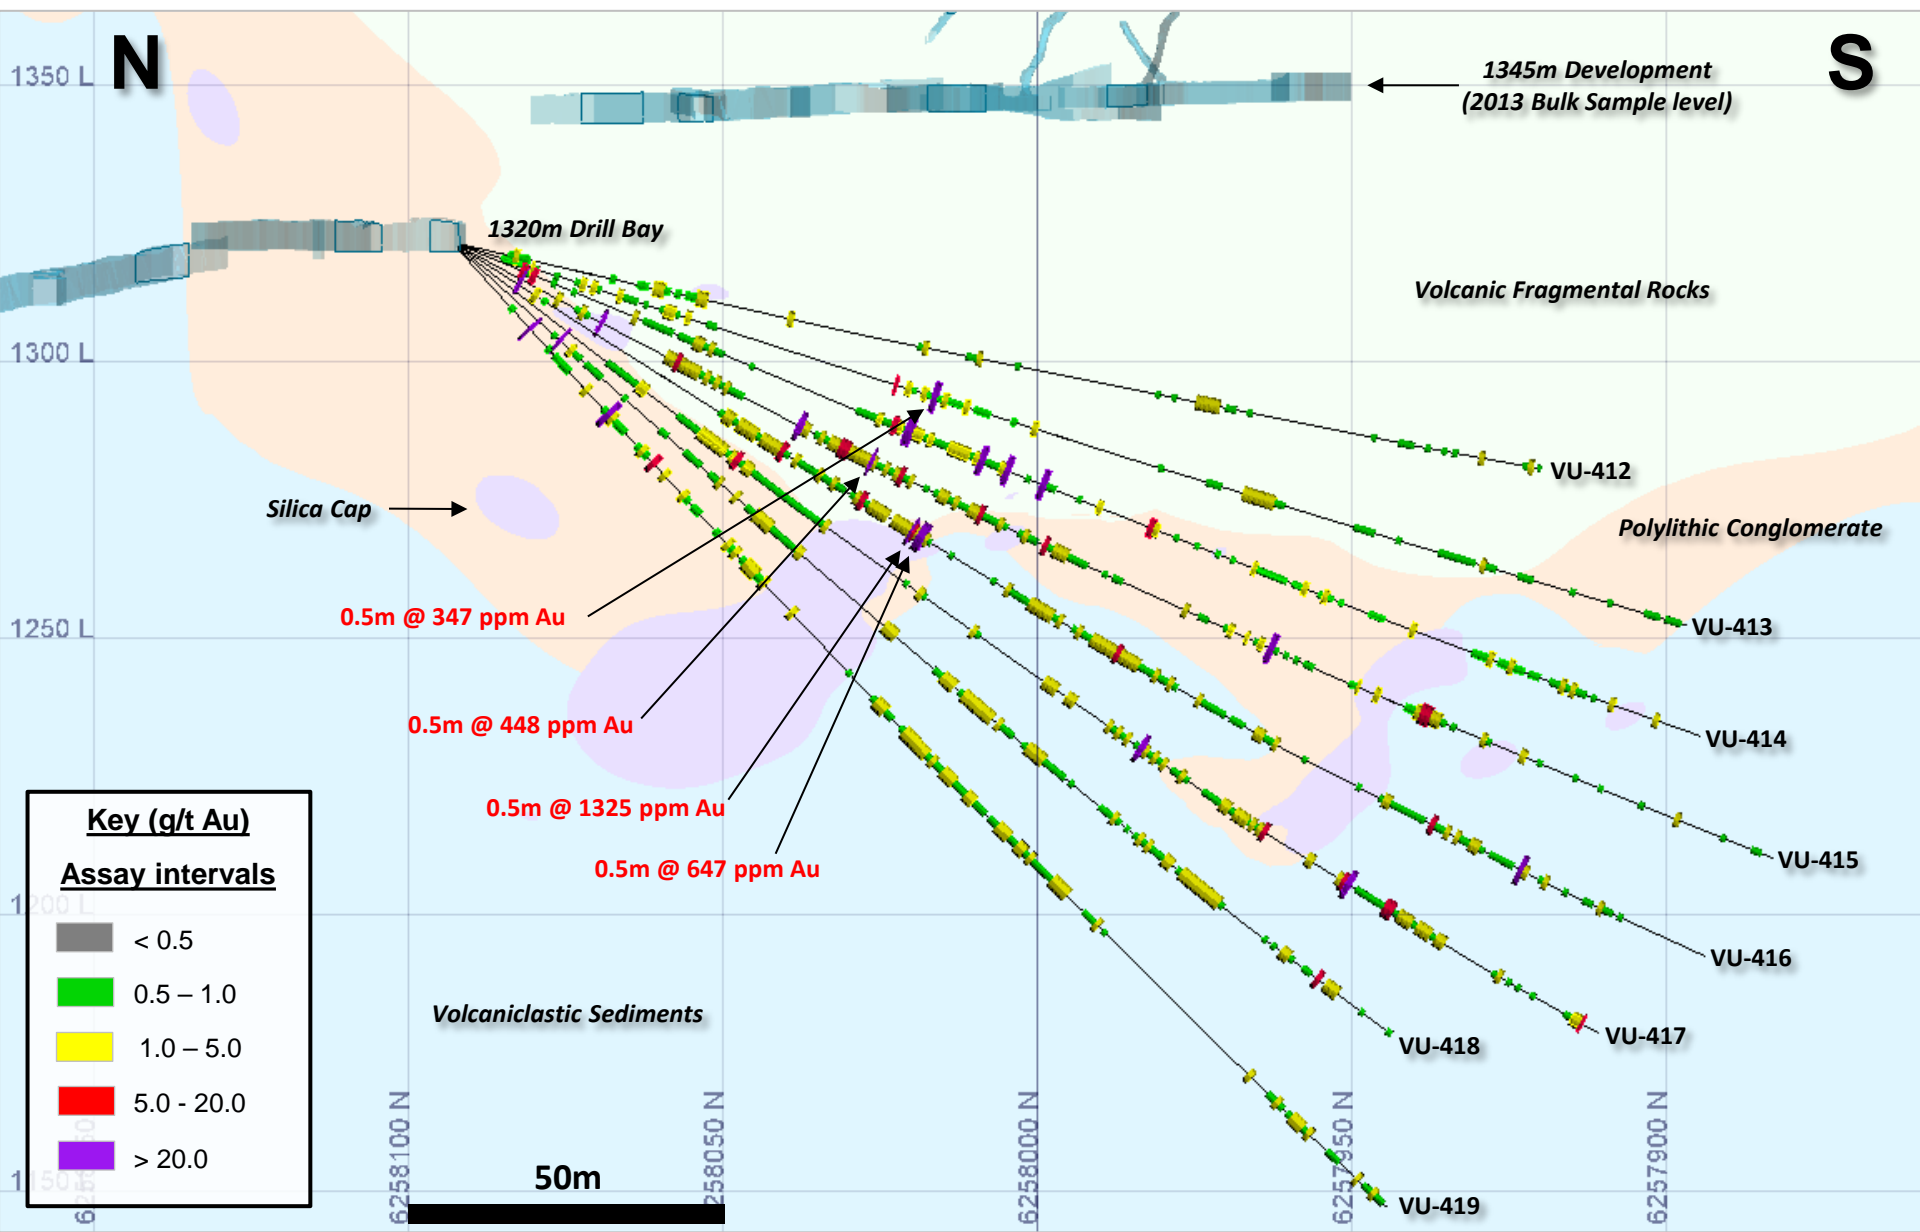 N
S
1350 L
1345m Development
(2013 Bulk Sample level)
1320m Drill Bay
Volcanic Fragmental Rocks
1300 L
VU-412
Silica Cap
Polylithic Conglomerate
0.5m @ 347 ppm Au
1250 L
VU-413
0.5m @ 448 ppm Au
VU-414
0.5m @ 1325 ppm Au
0.5m @ 647 ppm Au
VU-415
Key (g/t Au)
Assay intervals
< 0.5
0.5 – 1.0
1.0 – 5.0
5.0 - 20.0
> 20.0
1200 L
VU-416
Volcaniclastic Sediments
VU-417
VU-418
1150 L
6258100 N
6258050 N
6258000 N
6257950 N
6257900 N
50m
VU-419